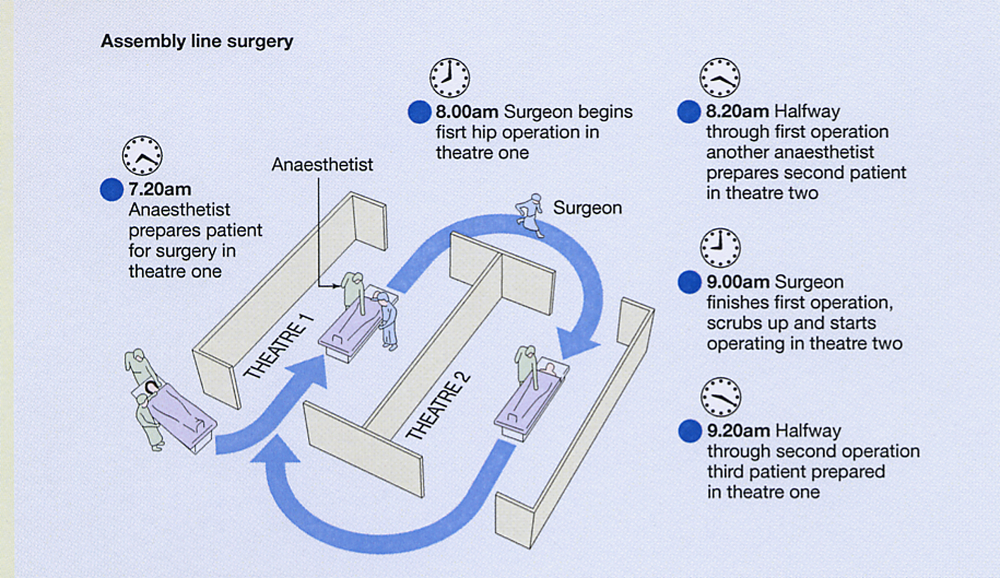 Assembly line surgery
7.20am
Anaesthetist
prepares patient
for surgery in
theatre one
Anaesthetist
8.00am Surgeon begins
fisrt hip operation in
theatre one
Surgeon
8.20am Halfway
through first operation
another anaesthetist
prepares second patient
in theatre two
9.00am Surgeon
finishes first operation,
scrubs up and starts
operating in theatre two
9.20am Halfway
through second operation
third patient prepared
in theatre one
THEATRE 1
THEATRE 2